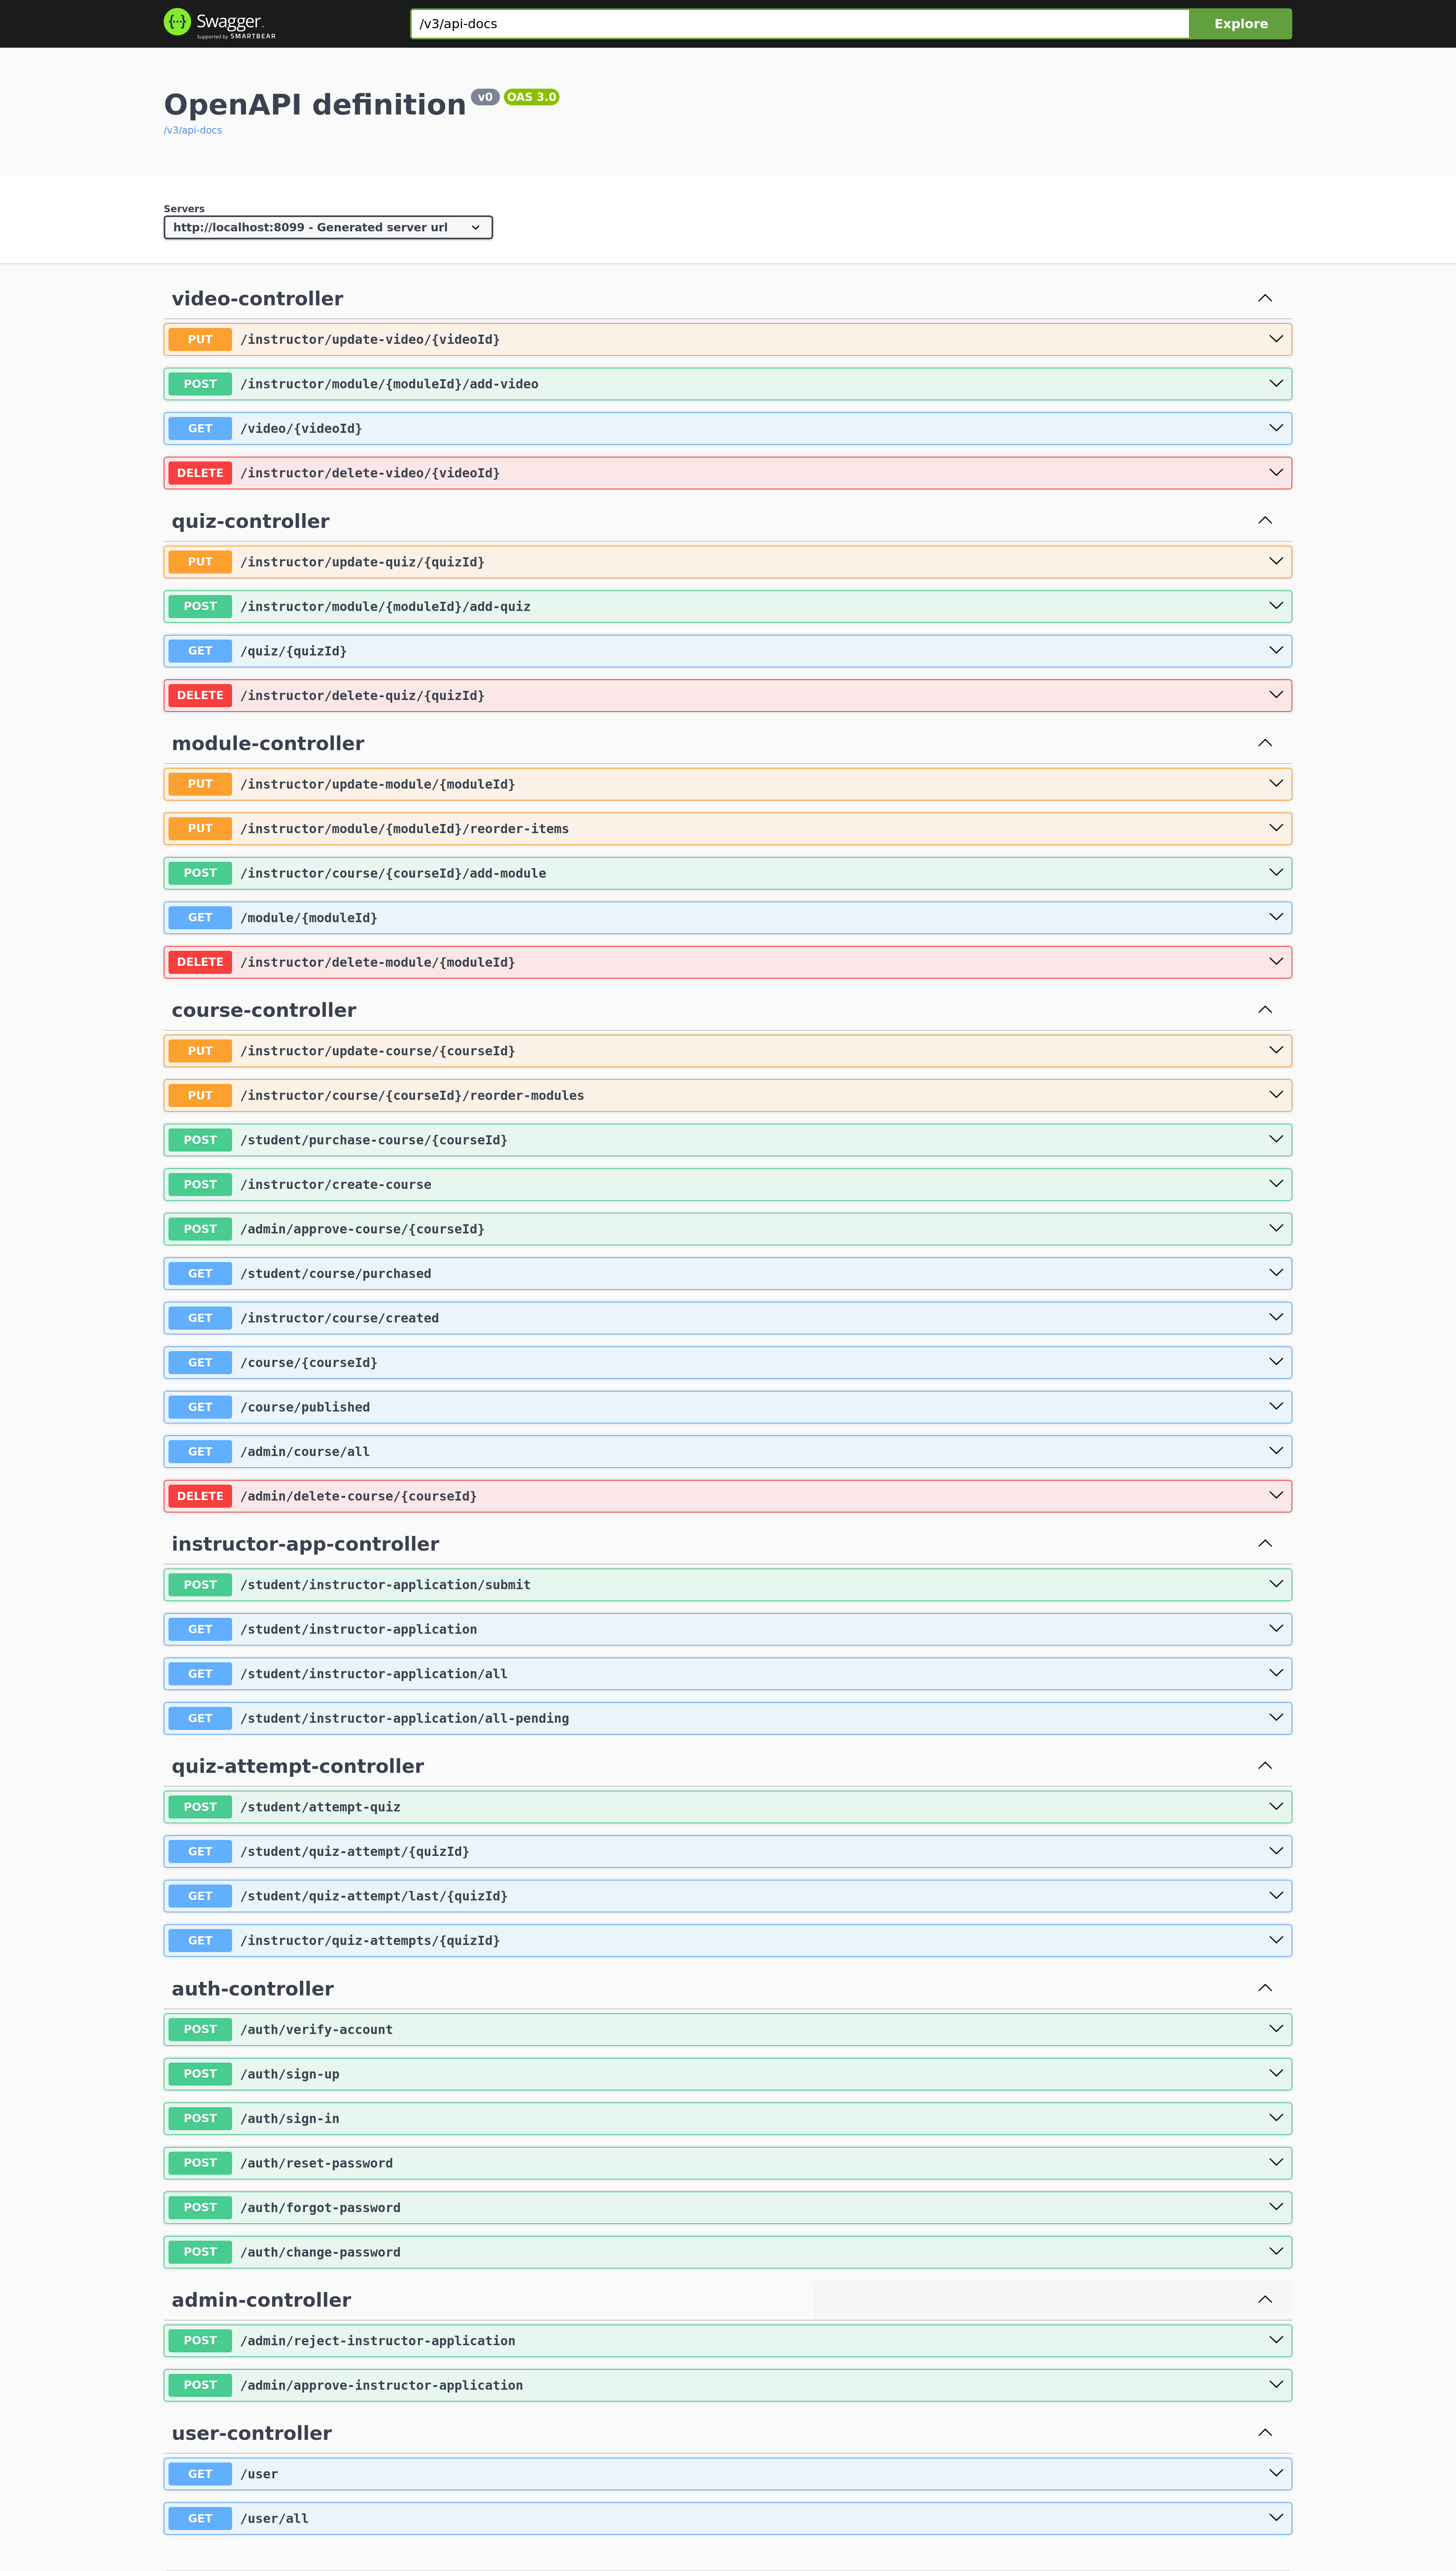 Swagger.
Supported by SMARTBEAR
/v3/api-docs
Explore
OpenAPI definition v0 OAS 3.0
/v3/api-docs
Servers
http://localhost:8099 - Generated server url
video-controller
PUT /instructor/update-video/{videoId}
POST /instructor/module/{moduleId}/add-video
GET /video/{videoId}
DELETE /instructor/delete-video/{videoId}
quiz-controller
PUT /instructor/update-quiz/{quizId}
POST /instructor/module/{moduleId}/add-quiz
GET /quiz/{quizId}
DELETE /instructor/delete-quiz/{quizId}
module-controller
PUT /instructor/update-module/{moduleId}
PUT /instructor/module/{moduleId}/reorder-items
POST /instructor/course/{courseId}/add-module
GET /module/{moduleId}
DELETE /instructor/delete-module/{moduleId}
course-controller
PUT /instructor/update-course/{courseId}
PUT /instructor/course/{courseId}/reorder-modules
POST /student/purchase-course/{courseId}
POST /instructor/create-course
POST /admin/approve-course/{courseId}
GET /student/course/purchased
GET /instructor/course/created
GET /course/{courseId}
GET /course/published
GET /admin/course/all
DELETE /admin/delete-course/{courseId}
instructor-app-controller
POST /student/instructor-application/submit
GET /student/instructor-application
GET /student/instructor-application/all
GET /student/instructor-application/all-pending
quiz-attempt-controller
POST /student/attempt-quiz
GET /student/quiz-attempt/{quizId}
GET /student/quiz-attempt/last/{quizId}
GET /instructor/quiz-attempts/{quizId}
auth-controller
POST /auth/verify-account
POST /auth/sign-up
POST /auth/sign-in
POST /auth/reset-password
POST /auth/forgot-password
POST /auth/change-password
admin-controller
POST /admin/reject-instructor-application
POST /admin/approve-instructor-application
user-controller
GET /user
GET /user/all